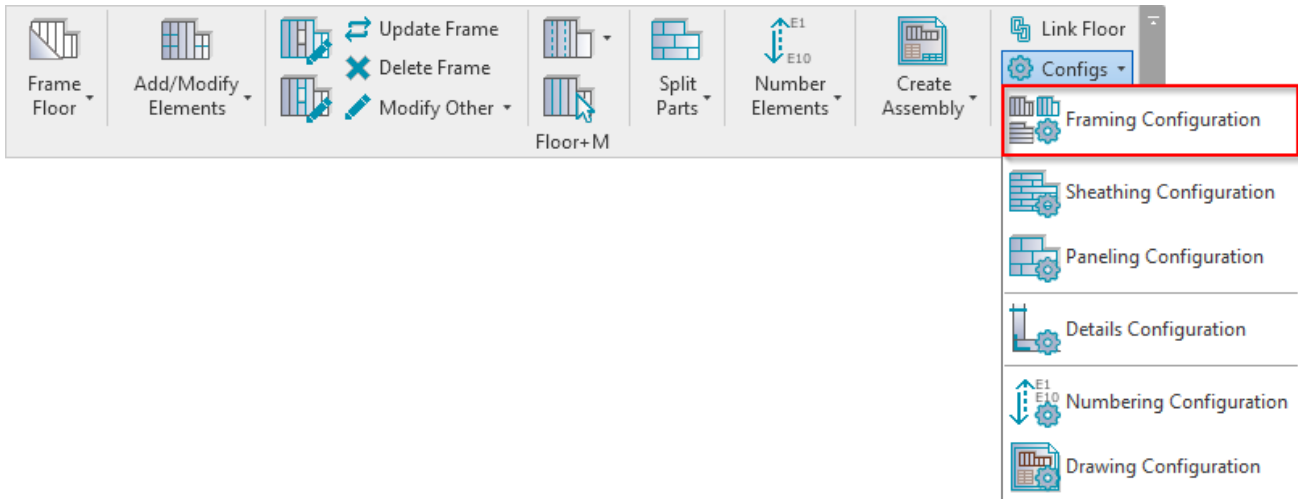 Frame
Floor
Add/Modify
Elements
Update Frame
Delete Frame
Modify Other
Split
Parts
E1
E10
Number
Elements
Create
Assembly
Link Floor
Configs
Floor+M
Framing Configuration
Sheathing Configuration
Paneling Configuration
Details Configuration
E1
E10
Numbering Configuration
Drawing Configuration